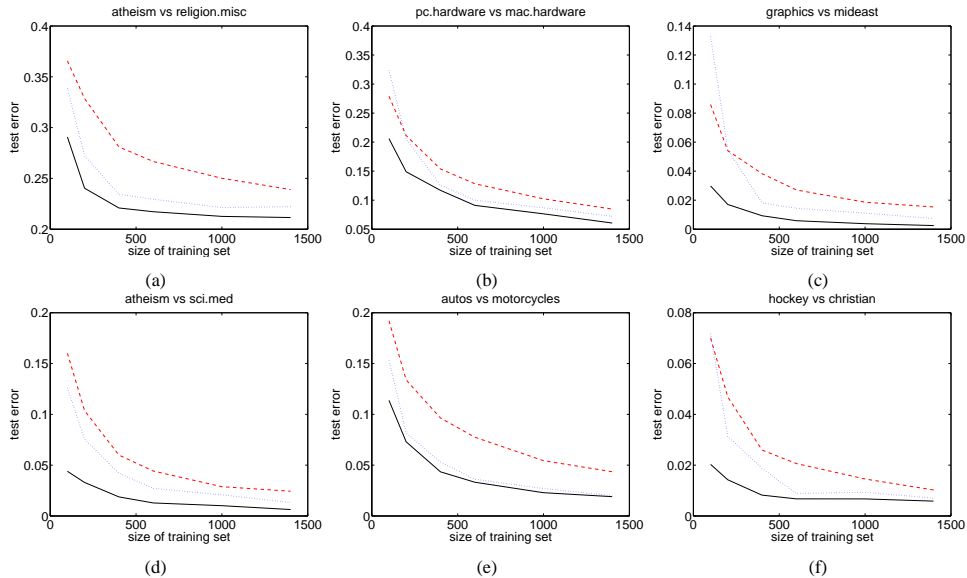 atheism vs religion.misc
0.4
0.35
0.3
0.25
0.2
test error
0 500 1000 1500
size of training set
(a)
pc.hardware vs mac.hardware
0.4
0.35
0.3
0.25
0.2
0.15
0.1
0.05
test error
0 500 1000 1500
size of training set
(b)
graphics vs mideast
0.14
0.12
0.1
0.08
0.06
0.04
0.02
0
test error
0 500 1000 1500
size of training set
(c)
atheism vs sci.med
0.2
0.15
0.1
0.05
0
test error
0 500 1000 1500
size of training set
(d)
autos vs motorcycles
0.2
0.15
0.1
0.05
0
test error
0 500 1000 1500
size of training set
(e)
hockey vs christian
0.08
0.06
0.04
0.02
0
test error
0 500 1000 1500
size of training set
(f)